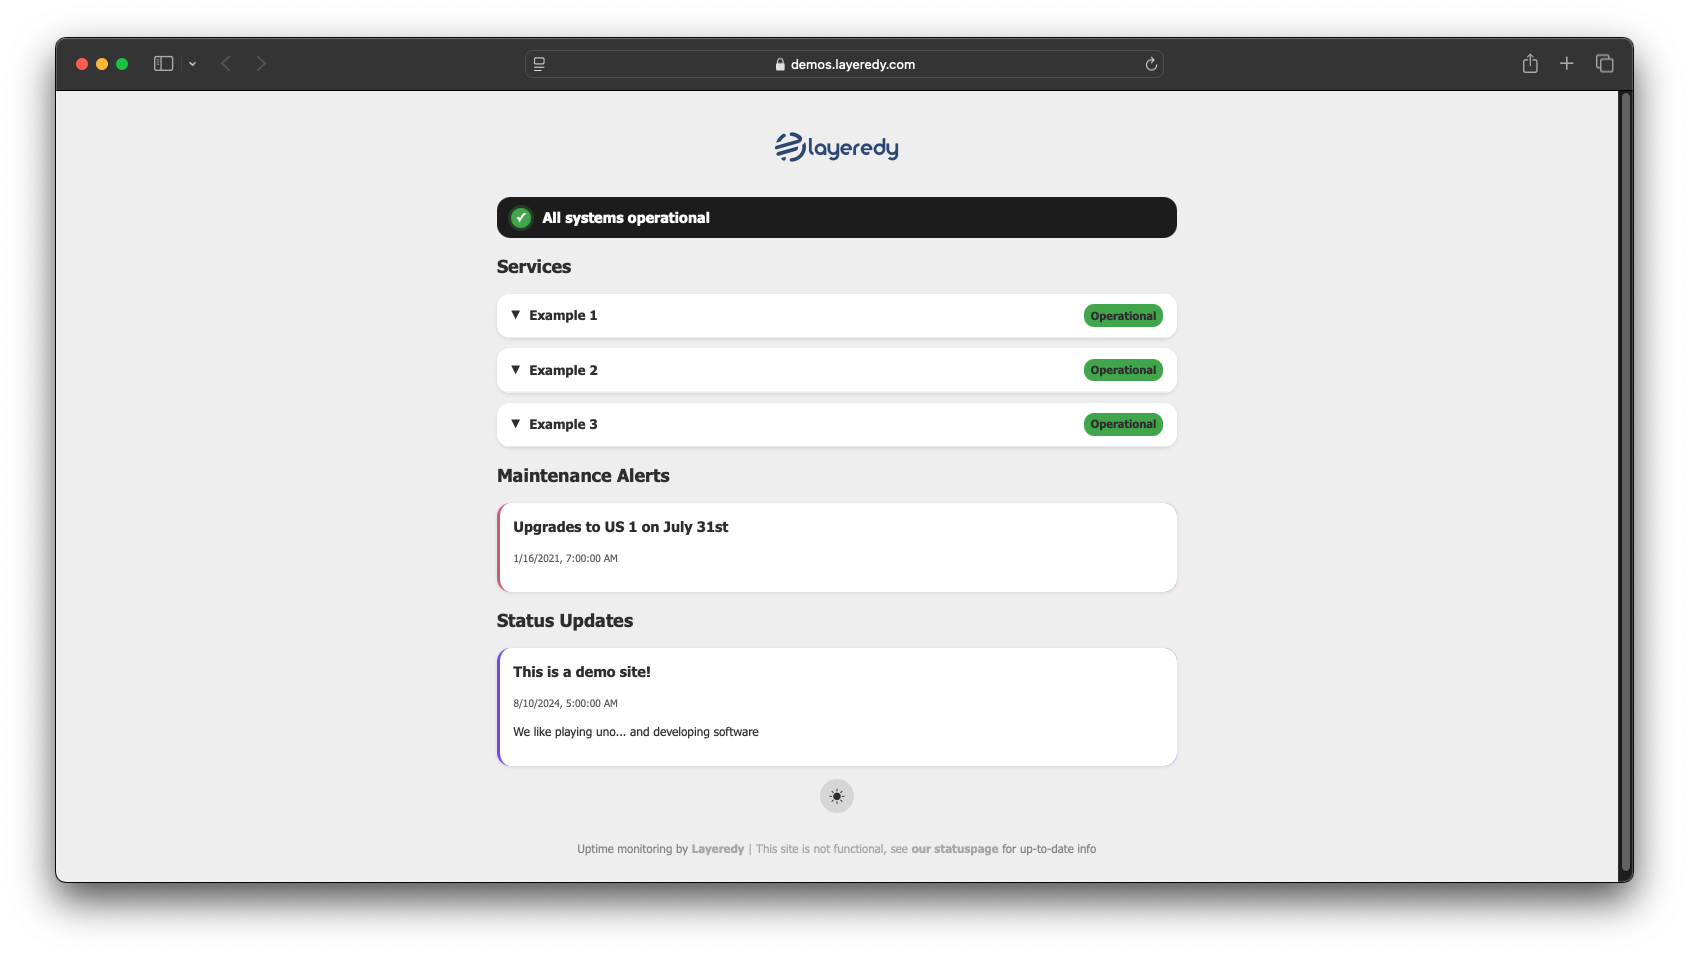 demos.layeredy.com
layeredy
All systems operational
Services
Example 1
Operational
Example 2
Operational
Example 3
Operational
Maintenance Alerts
Upgrades to US 1 on July 31st
1/16/2021, 7:00:00 AM
Status Updates
This is a demo site!
8/10/2024, 5:00:00 AM
We like playing uno... and developing software
Uptime monitoring by Layeredy | This site is not functional, see our statuspage for up-to-date info